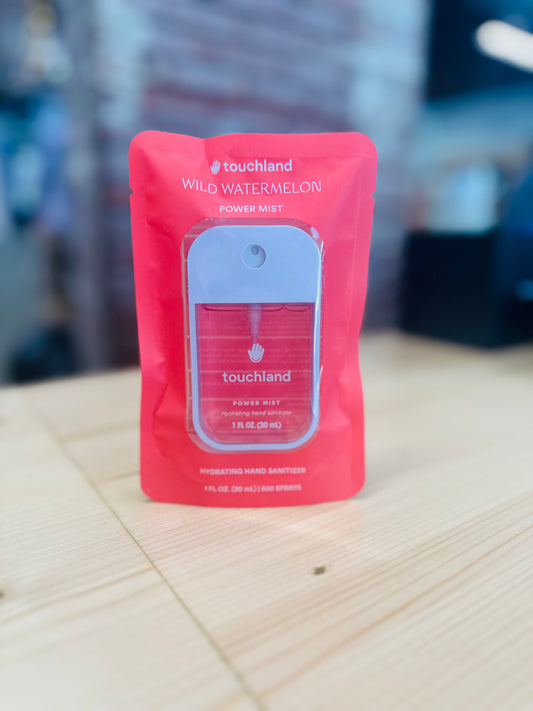 touchland
WILD WATERMELON
POWER MIST
touchland
POWER MIST
Hydrating hand sanitizer
1 FL OZ. (30 mL)
HYDRATING HAND SANITIZER
1 FL OZ. (30 mL) | 500 SPRAYS